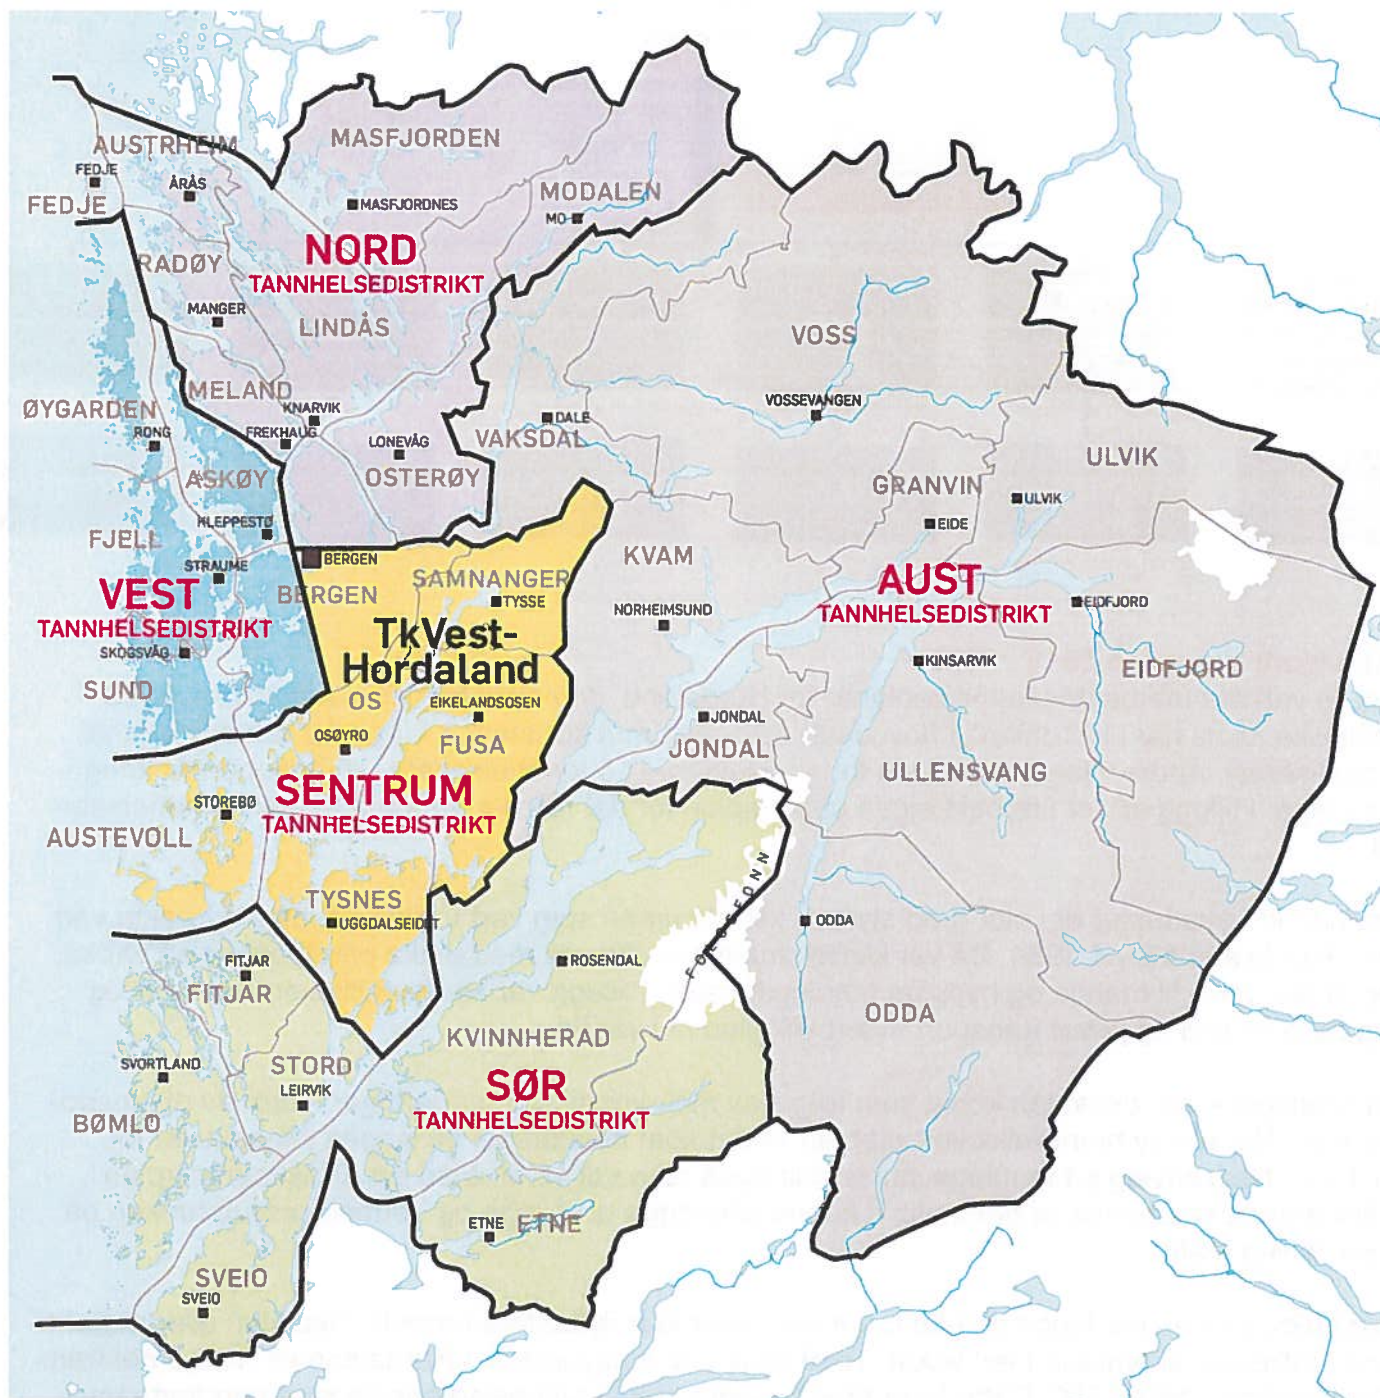 MASFJORDEN
AUSTRHEIM
FEDJE
ÅRÅS
MODALEN
FEDJE
MASFJORDNES
MO
NORD
TANNHELSEDISTRIKT
RADØY
MANGER
LINDÅS
VOSS
MELAND
KNARVIK
ØYGARDEN
RONG
FREKHAUG
LONEVÅG
OSTERØY
DALE
VAKSDAL
VOSSEVANGEN
ULVIK
ASKØY
GRANVIN
ULVIK
KLEPPESTØ
EIDE
FJELL
STRAUME
BERGEN
BERGEN
SAMNANGER
TYSSE
KVAM
NORHEIMSUND
VEST
TANNHELSEDISTRIKT
AUST
TANNHELSEDISTRIKT
EIDFJORD
SKOGSVÅG
SUND
TkVest-
Hordaland
KINSARVIK
EIDFJORD
OS
EIKELANDSOSEN
OSØYRO
FUSA
JONDAL
JONDAL
ULLENSVANG
STOREBØ
SENTRUM
TANNHELSEDISTRIKT
AUSTEVOLL
TYSNES
UGGDALSEIDET
FOLGEFONN
ODDA
FITJAR
FITJAR
ROSENDAL
ODDA
KVINNHERAD
SVORTLAND
STORD
LEIRVIK
BØMLO
SØR
TANNHELSEDISTRIKT
ETNE
ETNE
SVEIO
SVEIO